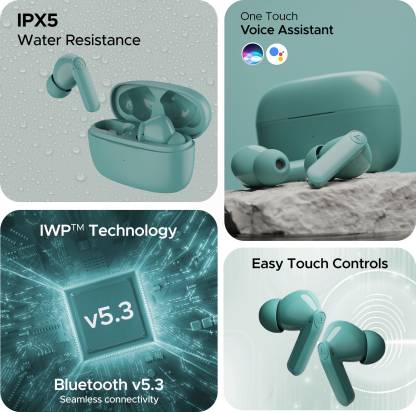 IPX5
Water Resistance
One Touch
Voice Assistant
IWP™ Technology
v5.3
Bluetooth v5.3
Seamless connectivity
Easy Touch Controls